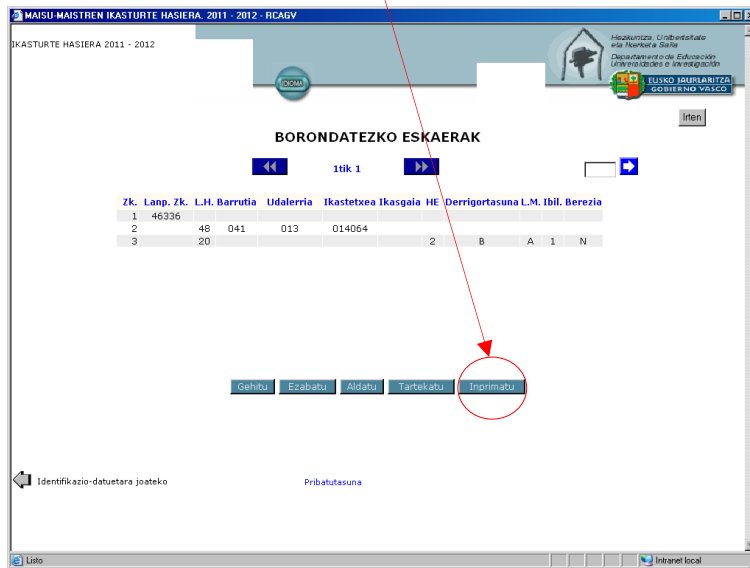 MAISU-MAISTREN IKASTURTE HASIERA. 2011 - 2012 - RCAGV
IKASTURTE HASIERA 2011 - 2012
IDIOMA
Hezkuntza, Unibertsitate
eta Ikerketa Saila
Departamento de Educación
Universidades e Investigación
EUSKO JAURLARITZA
GOBIERNO VASCO
Irten
BORONDATEZKO ESKAERAK
1tik 1
Zk. Lanp. Zk. L.H. Barrutia Udalerria Ikastetxea Ikasgaia HE Derrigortasuna L.M. Ibil. Berezia
1 46336
2 48 041 013 014064
3 20 2 B A 1 N
Gehitu Ezabatu Aldatu Tartekatu Inprimatu
Identifikazio-datuetara joateko Pribatutasuna
Listo Intranet local